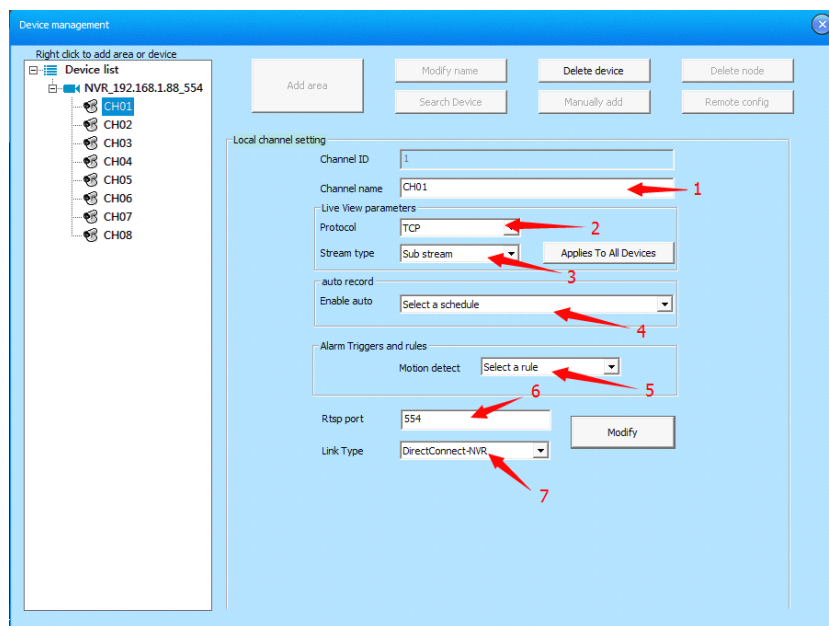 Device management
Right click to add area or device
Device list
NVR_192.168.1.88_554
CH01
CH02
CH03
CH04
CH05
CH06
CH07
CH08
Add area
Modify name
Delete device
Delete node
Search Device
Manually add
Remote config
Local channel setting
Channel ID 1
Channel name CH01 1
Live View parameters
Protocol TCP 2
Stream type Sub stream Applies To All Devices
3
auto record
Enable auto Select a schedule
4
Alarm Triggers and rules
Motion detect Select a rule
6 5
Rtsp port 554
Modify
Link Type DirectConnect-NVR
7